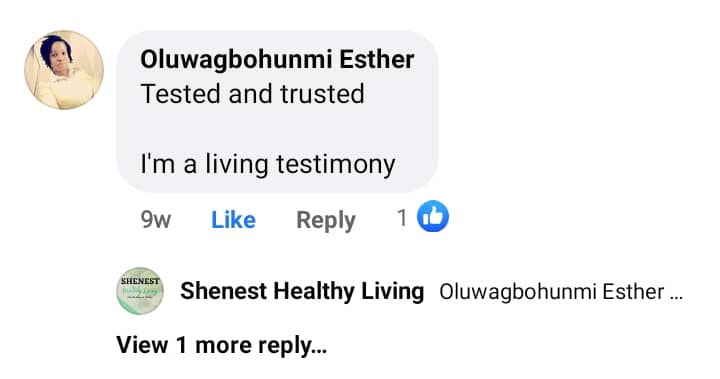 Oluwagbohunmi Esther
Tested and trusted
I'm a living testimony
9w Like Reply 1
SHENEST
Healthy Living
Shenest Healthy Living Oluwagbohunmi Esther ...
View 1 more reply...